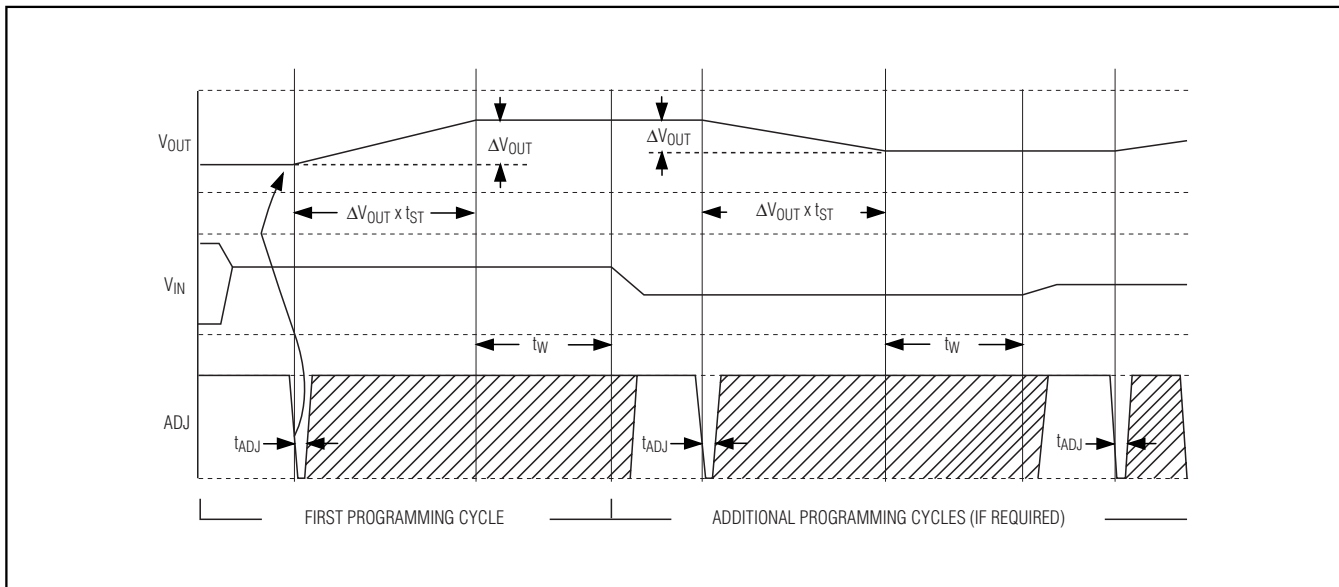 V_OUT
ΔV_OUT
ΔV_OUT
ΔV_OUT x t_ST
ΔV_OUT x t_ST
V_IN
t_W
t_W
ADJ
t_ADJ
t_ADJ
t_ADJ
FIRST PROGRAMMING CYCLE
ADDITIONAL PROGRAMMING CYCLES (IF REQUIRED)